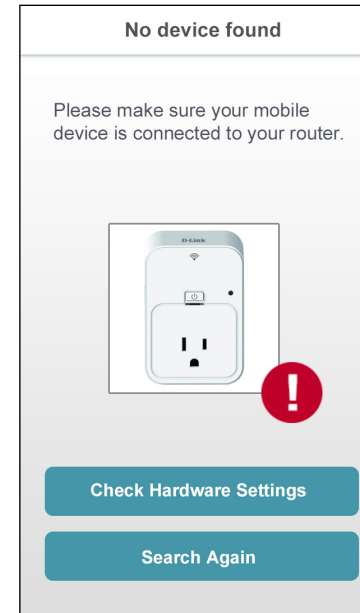 No device found
Please make sure your mobile
device is connected to your router.
D-Link
Check Hardware Settings
Search Again